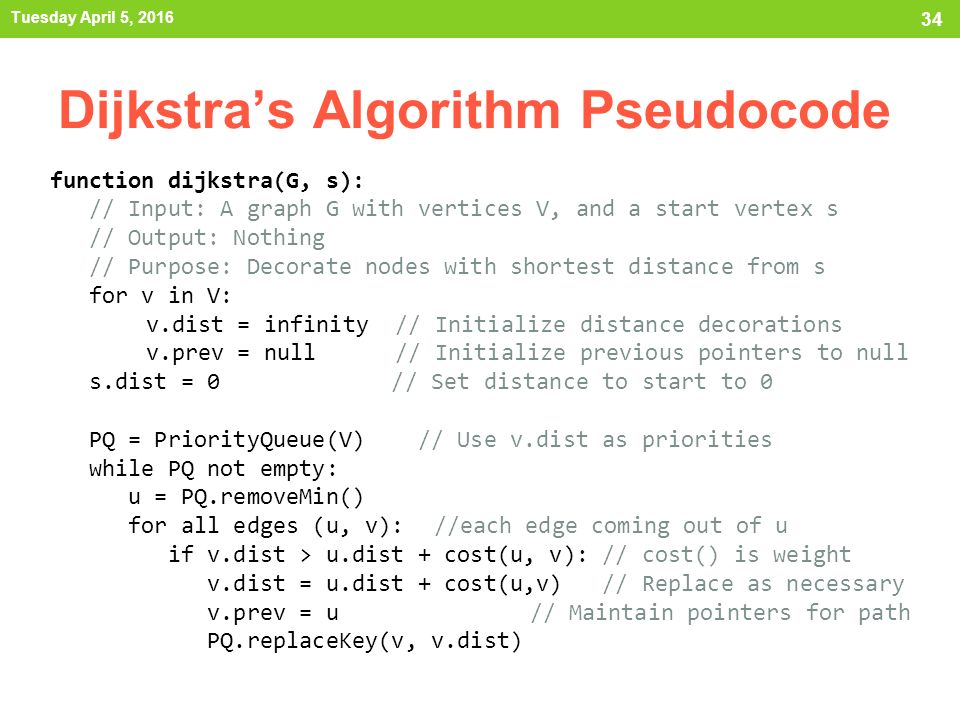 Tuesday April 5, 2016
34
Dijkstra’s Algorithm Pseudocode
function dijkstra(G, s):
// Input: A graph G with vertices V, and a start vertex s
// Output: Nothing
// Purpose: Decorate nodes with shortest distance from s
for v in V:
v.dist = infinity // Initialize distance decorations
v.prev = null // Initialize previous pointers to null
s.dist = 0 // Set distance to start to 0
PQ = PriorityQueue(V) // Use v.dist as priorities
while PQ not empty:
u = PQ.removeMin()
for all edges (u, v): //each edge coming out of u
if v.dist > u.dist + cost(u, v): // cost() is weight
v.dist = u.dist + cost(u,v) // Replace as necessary
v.prev = u // Maintain pointers for path
PQ.replaceKey(v, v.dist)